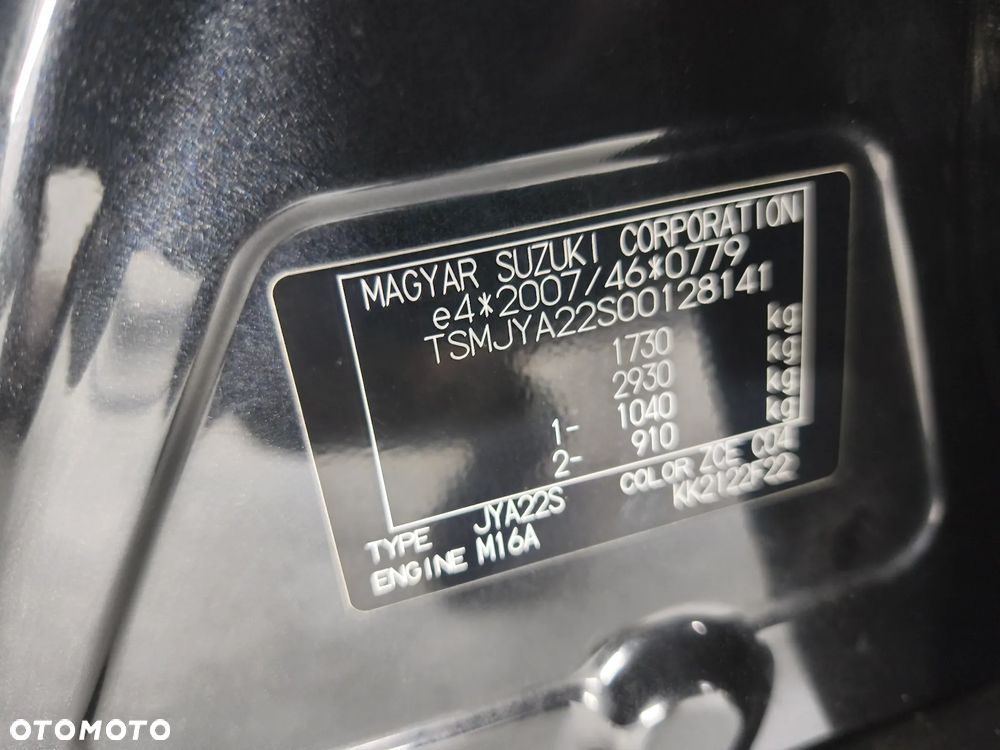 MAGYAR SUZUKI CORPORATION
e4*2007/46*0779
TSMJYA22S00128141
1730 kg
2930 kg
1- 1040 kg
2- 910 kg
TYPE JYA22S COLOR ZCE C04
ENGINE M16A KK2122F22
OTOMOTO